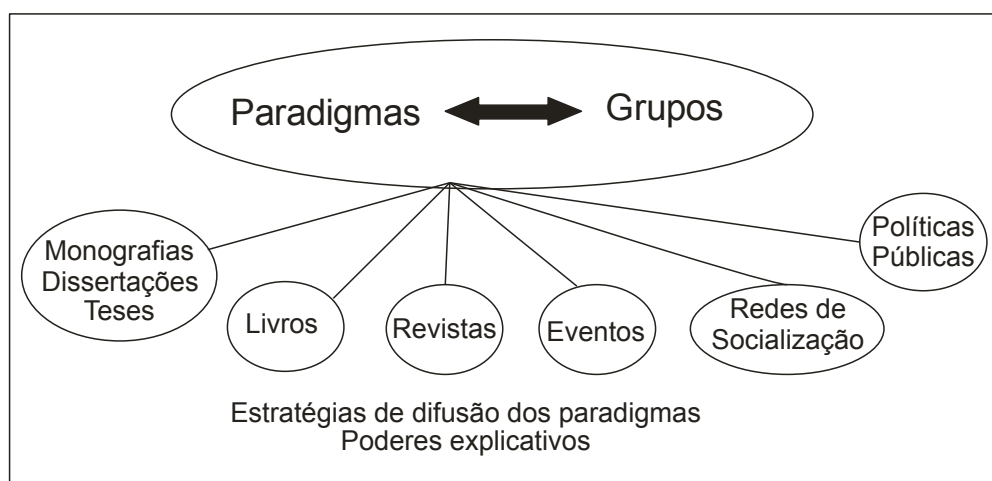 Paradigmas
Grupos
Monografias
Dissertações
Teses
Livros
Revistas
Eventos
Redes de
Socialização
Políticas
Públicas
Estratégias de difusão dos paradigmas
Poderes explicativos